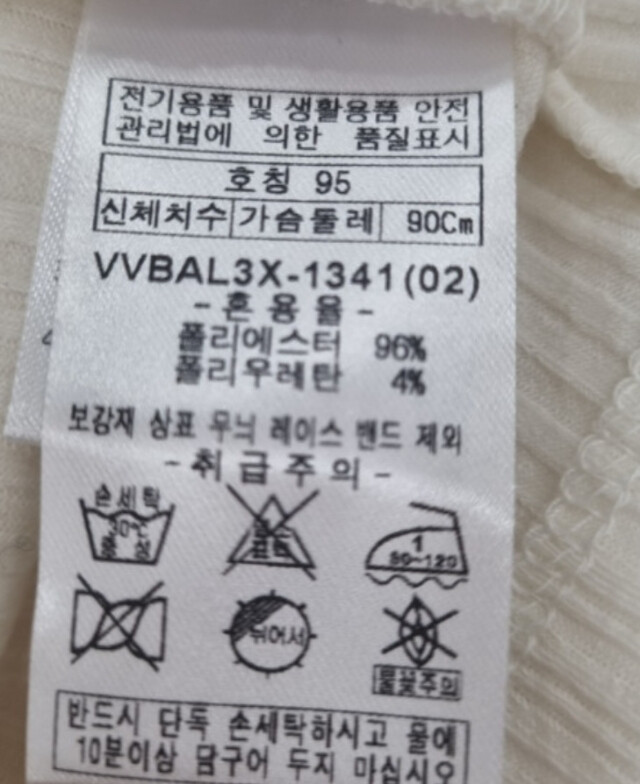 전기용품 및 생활용품 안전
관리법에 의한 품질표시
호칭 95
신체치수 가슴둘레 90Cm
VVBAL3X-1341(02)
-혼용율-
폴리에스터 96%
폴리우레탄 4%
보강재 상표 무늬 레이스 밴드 제외
-취급주의-
손세탁
30℃
중성
1
80~120
뉘어서
불꽃주의
반드시 단독 손세탁하시고 물에
10분이상 담구어 두지 마십시오